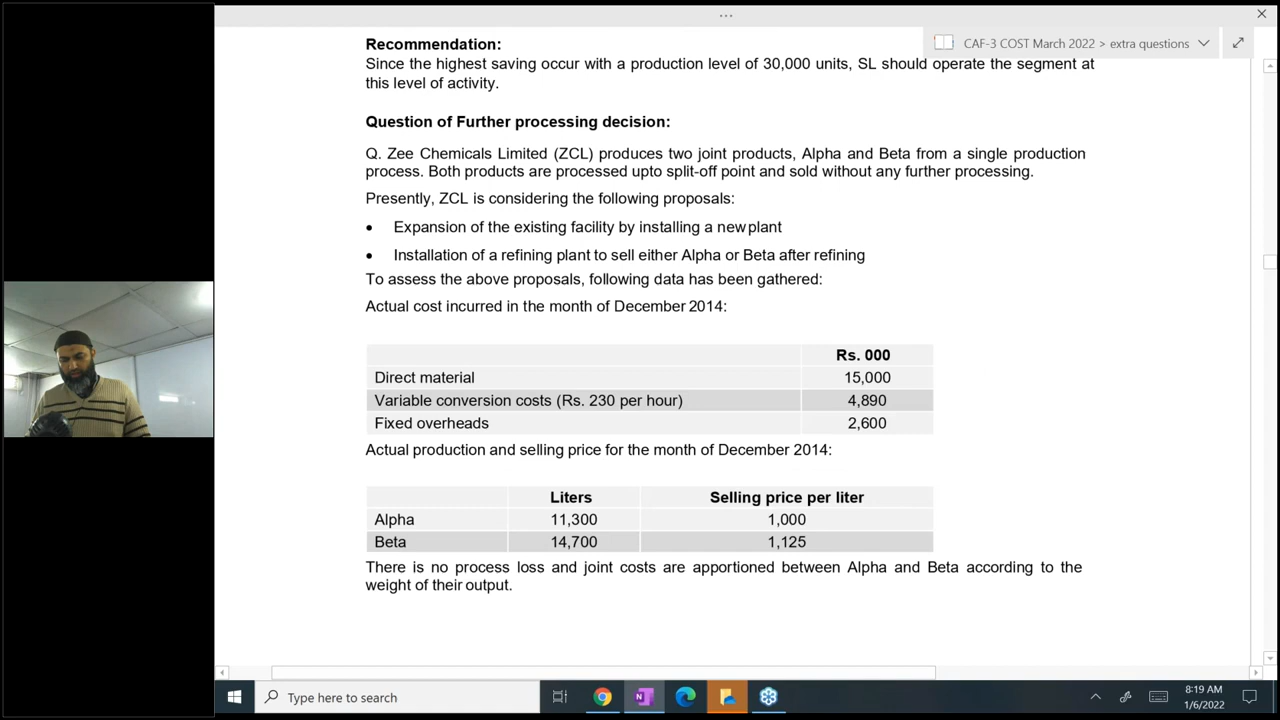 CAF-3 COST March 2022 > extra questions
Recommendation:
Since the highest saving occur with a production level of 30,000 units, SL should operate the segment at
this level of activity.
Question of Further processing decision:
Q. Zee Chemicals Limited (ZCL) produces two joint products, Alpha and Beta from a single production
process. Both products are processed upto split-off point and sold without any further processing.
Presently, ZCL is considering the following proposals:
• Expansion of the existing facility by installing a new plant
• Installation of a refining plant to sell either Alpha or Beta after refining
To assess the above proposals, following data has been gathered:
Actual cost incurred in the month of December 2014:
Rs. 000
Direct material 15,000
Variable conversion costs (Rs. 230 per hour) 4,890
Fixed overheads 2,600
Actual production and selling price for the month of December 2014:
Liters Selling price per liter
Alpha 11,300 1,000
Beta 14,700 1,125
There is no process loss and joint costs are apportioned between Alpha and Beta according to the
weight of their output.
Type here to search
8:19 AM
1/6/2022